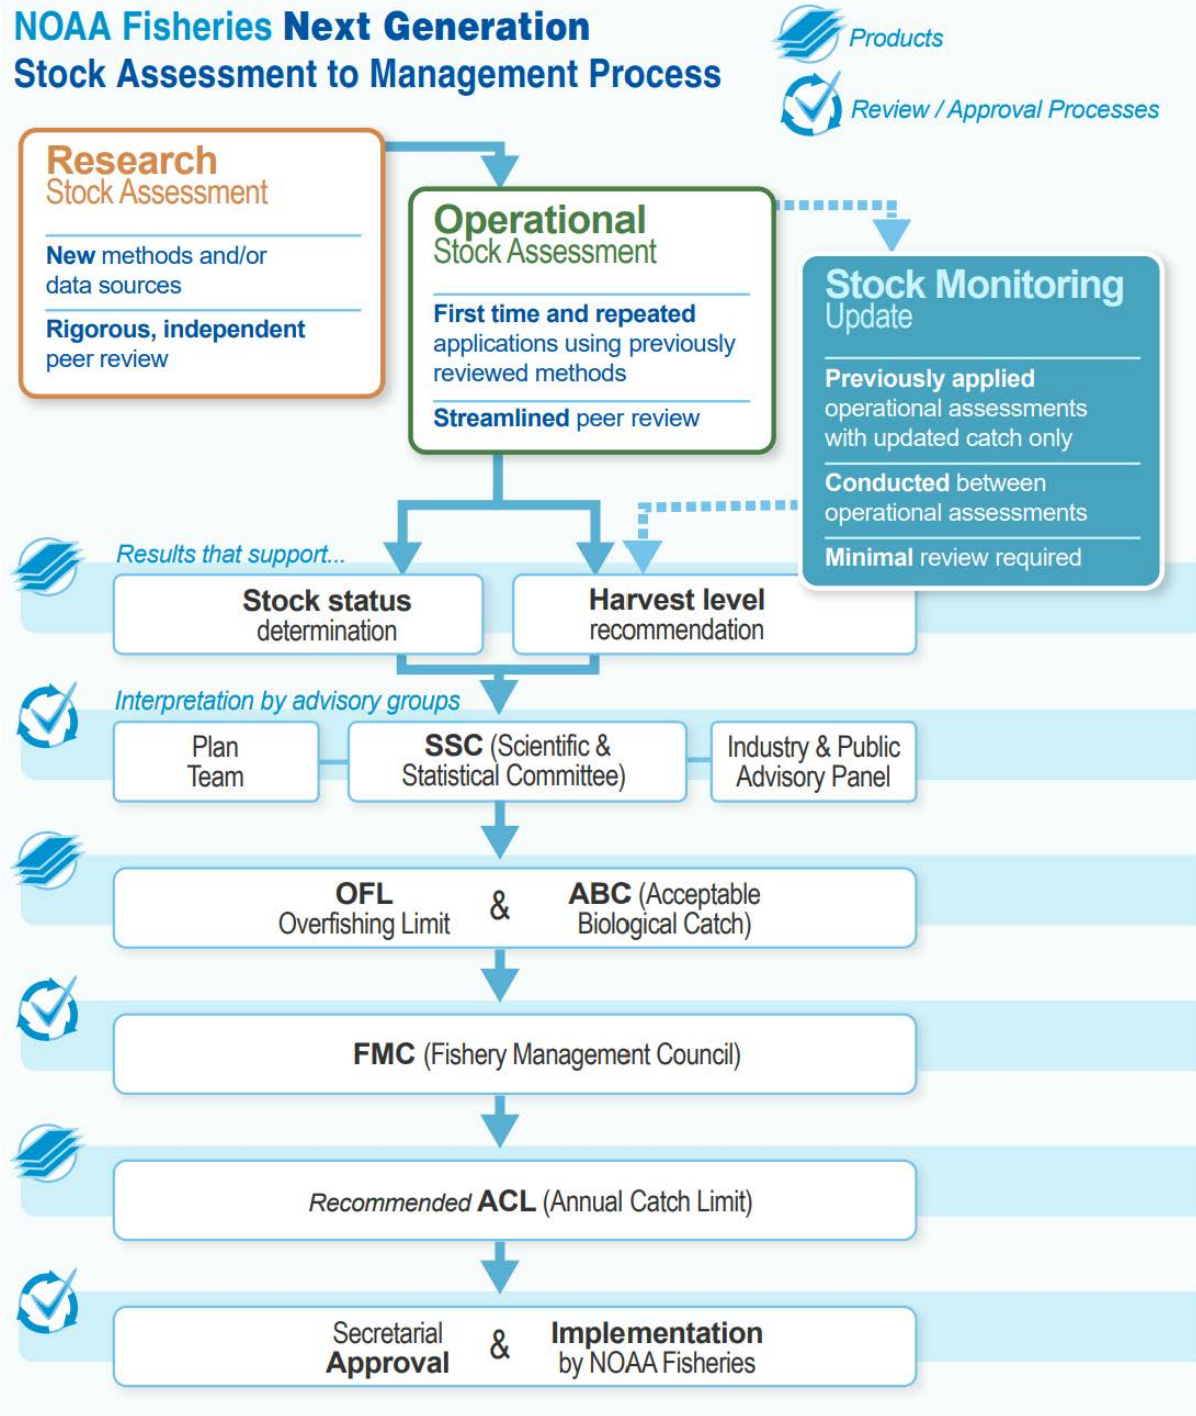 NOAA Fisheries Next Generation
Stock Assessment to Management Process
Products
Review / Approval Processes
Research
Stock Assessment
New methods and/or
data sources
Rigorous, independent
peer review
Operational
Stock Assessment
First time and repeated
applications using previously
reviewed methods
Streamlined peer review
Stock Monitoring
Update
Previously applied
operational assessments
with updated catch only
Conducted between
operational assessments
Minimal review required
Results that support...
Stock status
determination
Harvest level
recommendation
Interpretation by advisory groups
Plan
Team
SSC (Scientific &
Statistical Committee)
Industry & Public
Advisory Panel
OFL
Overfishing Limit
&
ABC (Acceptable
Biological Catch)
FMC (Fishery Management Council)
Recommended ACL (Annual Catch Limit)
Secretarial
Approval
&
Implementation
by NOAA Fisheries